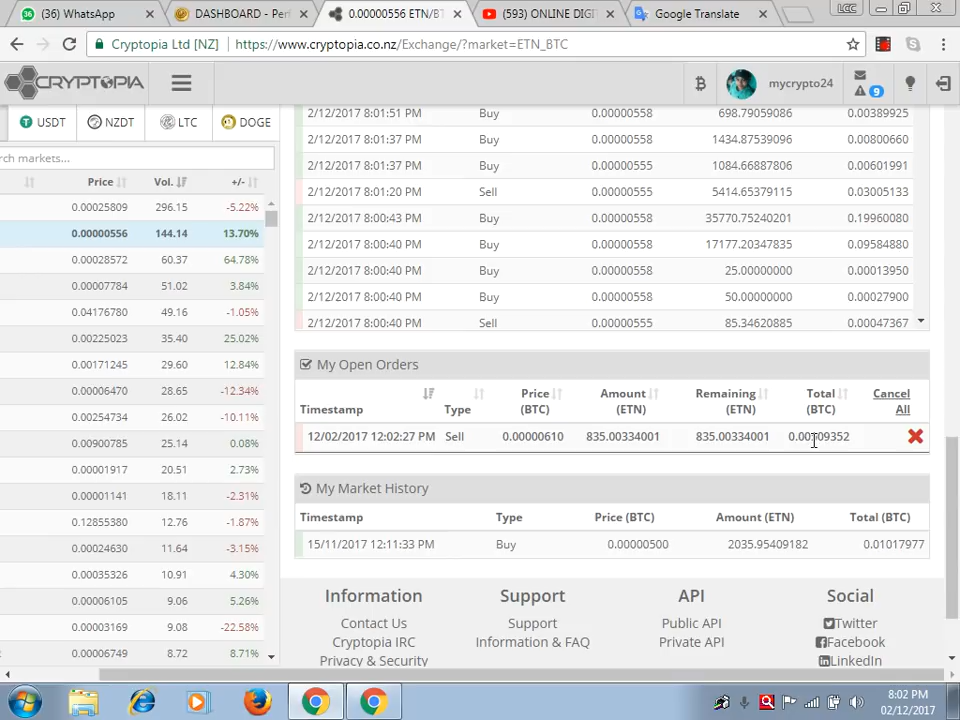 (36) WhatsApp
DASHBOARD - Perf
0.00000556 ETN/BT
(593) ONLINE DIGI
Google Translate
LCC
Cryptopia Ltd [NZ]
https://www.cryptopia.co.nz/Exchange/?market=ETN_BTC
CRYPTOPIA
mycrypto24
9
USDT
NZDT
LTC
DOGE
rch markets...
Price Vol. +/-
0.00025809 296.15 -5.22%
0.00000556 144.14 13.70%
0.00028572 60.37 64.78%
0.00007784 51.02 3.84%
0.04176780 49.16 -1.05%
0.00225023 35.40 25.02%
0.00171245 29.60 12.84%
0.00006470 28.65 -12.34%
0.00254734 26.02 -10.11%
0.00900785 25.14 0.08%
0.00001917 20.51 2.73%
0.00001141 18.11 -2.31%
0.12855380 12.76 -1.87%
0.00024630 11.64 -3.15%
0.00035326 10.91 4.30%
0.00006105 9.06 5.26%
0.00003169 9.08 -22.58%
0.00006749 8.72 8.71%
2/12/2017 8:01:51 PM Buy 0.00000558 698.79059086 0.00389925
2/12/2017 8:01:37 PM Buy 0.00000558 1434.87539096 0.00800660
2/12/2017 8:01:37 PM Buy 0.00000555 1084.66887806 0.00601991
2/12/2017 8:01:20 PM Sell 0.00000555 5414.65379115 0.03005133
2/12/2017 8:00:43 PM Buy 0.00000558 35770.75240201 0.19960080
2/12/2017 8:00:40 PM Buy 0.00000558 17177.20347835 0.09584880
2/12/2017 8:00:40 PM Buy 0.00000558 25.00000000 0.00013950
2/12/2017 8:00:40 PM Buy 0.00000558 50.00000000 0.00027900
2/12/2017 8:00:40 PM Sell 0.00000555 85.34620885 0.00047367
My Open Orders
Timestamp Type Price (BTC) Amount (ETN) Remaining (ETN) Total (BTC) Cancel All
12/02/2017 12:02:27 PM Sell 0.00000610 835.00334001 835.00334001
My Market History
Timestamp Type Price (BTC) Amount (ETN) Total (BTC)
15/11/2017 12:11:33 PM Buy 0.00000500 2035.95409182 0.01017977
Information Support API Social
Contact Us Support Public API Twitter
Cryptopia IRC Information & FAQ Private API Facebook
Privacy & Security LinkedIn
8:02 PM
02/12/2017